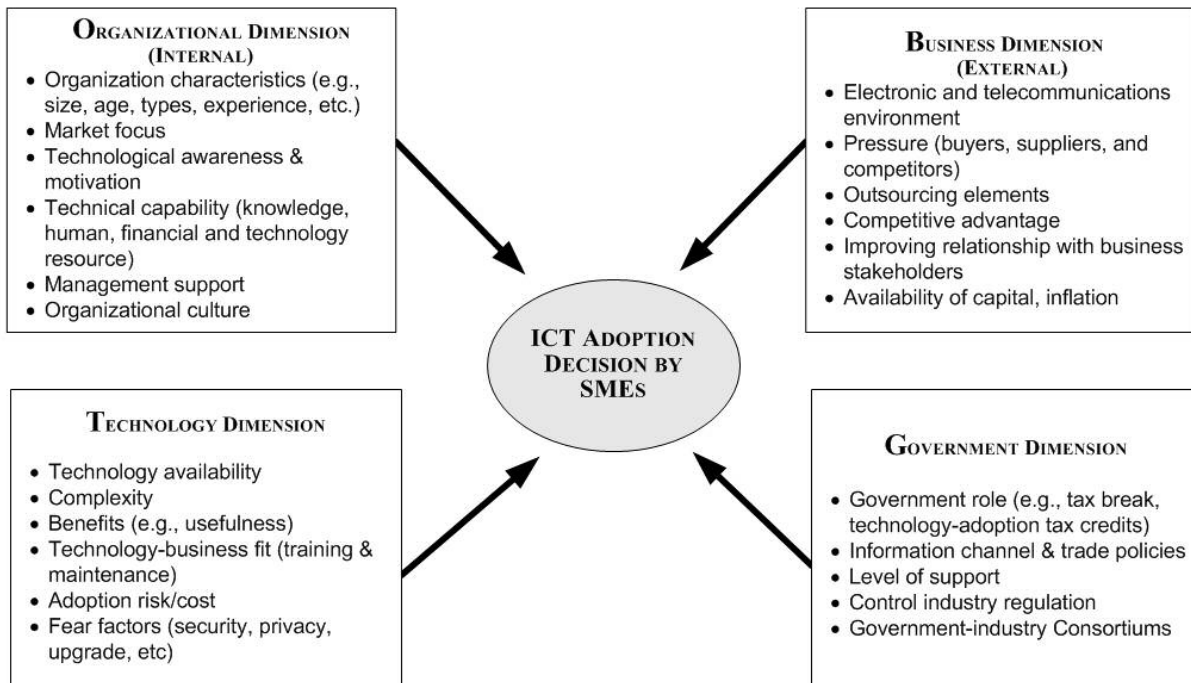 ORGANIZATIONAL DIMENSION
(INTERNAL)
• Organization characteristics (e.g.,
size, age, types, experience, etc.)
• Market focus
• Technological awareness &
motivation
• Technical capability (knowledge,
human, financial and technology
resource)
• Management support
• Organizational culture
BUSINESS DIMENSION
(EXTERNAL)
• Electronic and telecommunications
environment
• Pressure (buyers, suppliers, and
competitors)
• Outsourcing elements
• Competitive advantage
• Improving relationship with business
stakeholders
• Availability of capital, inflation
ICT ADOPTION
DECISION BY
SMES
TECHNOLOGY DIMENSION
• Technology availability
• Complexity
• Benefits (e.g., usefulness)
• Technology-business fit (training &
maintenance)
• Adoption risk/cost
• Fear factors (security, privacy,
upgrade, etc)
GOVERNMENT DIMENSION
• Government role (e.g., tax break,
technology-adoption tax credits)
• Information channel & trade policies
• Level of support
• Control industry regulation
• Government-industry Consortiums